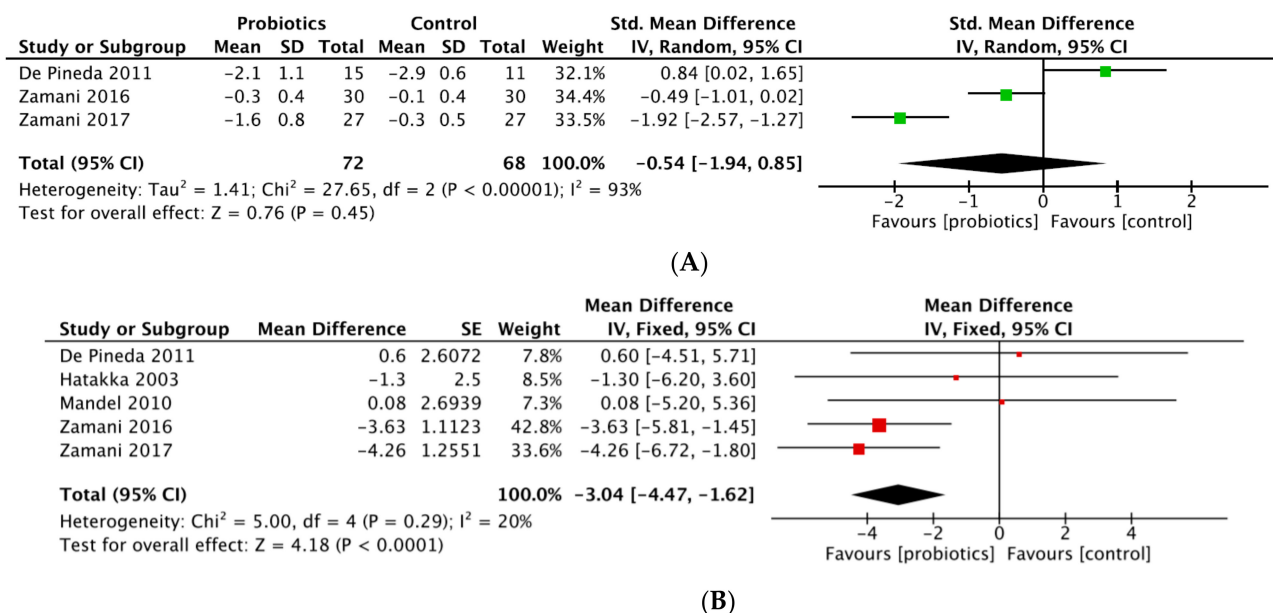 Probiotics Control Std. Mean Difference Std. Mean Difference
Study or Subgroup Mean SD Total Mean SD Total Weight IV, Random, 95% CI IV, Random, 95% CI
De Pineda 2011 −2.1 1.1 15 −2.9 0.6 11 32.1% 0.84 [0.02, 1.65]
Zamani 2016 −0.3 0.4 30 −0.1 0.4 30 34.4% −0.49 [−1.01, 0.02]
Zamani 2017 −1.6 0.8 27 −0.3 0.5 27 33.5% −1.92 [−2.57, −1.27]
Total (95% CI) 72 68 100.0% −0.54 [−1.94, 0.85]
Heterogeneity: Tau² = 1.41; Chi² = 27.65, df = 2 (P < 0.00001); I² = 93%
Test for overall effect: Z = 0.76 (P = 0.45)
−2 −1 0 1 2
Favours [probiotics] Favours [control]
(A)
Mean Difference Mean Difference
Study or Subgroup Mean Difference SE Weight IV, Fixed, 95% CI IV, Fixed, 95% CI
De Pineda 2011 0.6 2.6072 7.8% 0.60 [−4.51, 5.71]
Hatakka 2003 −1.3 2.5 8.5% −1.30 [−6.20, 3.60]
Mandel 2010 0.08 2.6939 7.3% 0.08 [−5.20, 5.36]
Zamani 2016 −3.63 1.1123 42.8% −3.63 [−5.81, −1.45]
Zamani 2017 −4.26 1.2551 33.6% −4.26 [−6.72, −1.80]
Total (95% CI) 100.0% −3.04 [−4.47, −1.62]
Heterogeneity: Chi² = 5.00, df = 4 (P = 0.29); I² = 20%
Test for overall effect: Z = 4.18 (P < 0.0001)
−4 −2 0 2 4
Favours [probiotics] Favours [control]
(B)